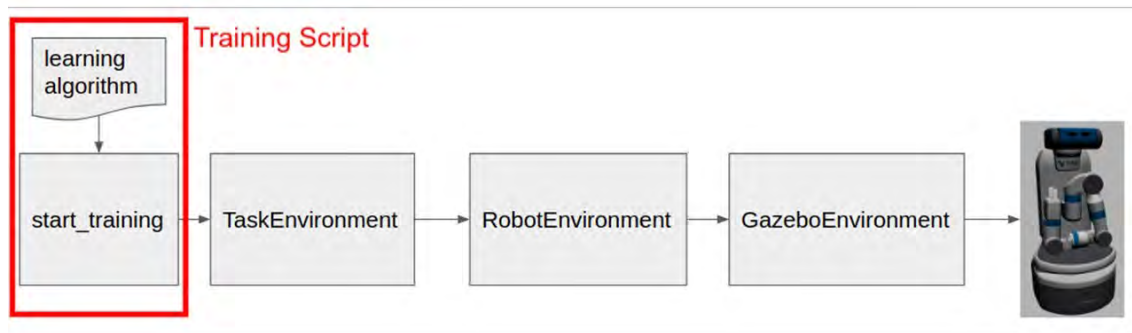 Training Script
learning
algorithm
start_training
TaskEnvironment
RobotEnvironment
GazeboEnvironment